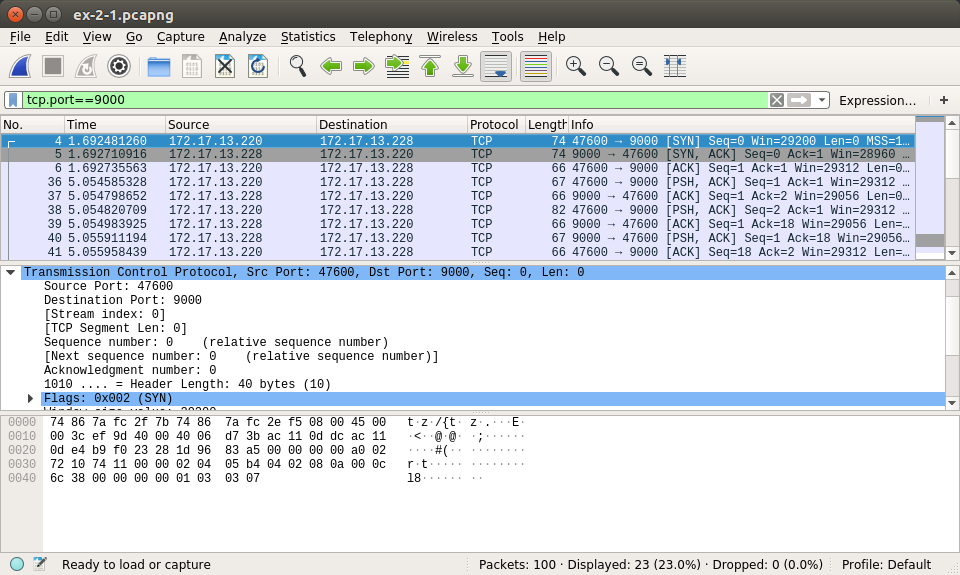 ex-2-1.pcapng
File Edit View Go Capture Analyze Statistics Telephony Wireless Tools Help
tcp.port==9000 Expression… +
No. Time Source Destination Protocol Length Info
4 1.692481260 172.17.13.220 172.17.13.228 TCP 74 47600 → 9000 [SYN] Seq=0 Win=29200 Len=0 MSS=1…
5 1.692710916 172.17.13.228 172.17.13.220 TCP 74 9000 → 47600 [SYN, ACK] Seq=0 Ack=1 Win=28960 …
6 1.692735563 172.17.13.220 172.17.13.228 TCP 66 47600 → 9000 [ACK] Seq=1 Ack=1 Win=29312 Len=0…
36 5.054585328 172.17.13.220 172.17.13.228 TCP 67 47600 → 9000 [PSH, ACK] Seq=1 Ack=1 Win=29312 …
37 5.054798652 172.17.13.228 172.17.13.220 TCP 66 9000 → 47600 [ACK] Seq=1 Ack=2 Win=29056 Len=0…
38 5.054820709 172.17.13.220 172.17.13.228 TCP 82 47600 → 9000 [PSH, ACK] Seq=2 Ack=1 Win=29312 …
39 5.054983925 172.17.13.228 172.17.13.220 TCP 66 9000 → 47600 [ACK] Seq=1 Ack=18 Win=29056 Len=…
40 5.055911194 172.17.13.228 172.17.13.220 TCP 67 9000 → 47600 [PSH, ACK] Seq=1 Ack=18 Win=29056…
41 5.055958439 172.17.13.220 172.17.13.228 TCP 66 47600 → 9000 [ACK] Seq=18 Ack=2 Win=29312 Len=…
Transmission Control Protocol, Src Port: 47600, Dst Port: 9000, Seq: 0, Len: 0
Source Port: 47600
Destination Port: 9000
[Stream index: 0]
[TCP Segment Len: 0]
Sequence number: 0    (relative sequence number)
[Next sequence number: 0    (relative sequence number)]
Acknowledgment number: 0
1010 .... = Header Length: 40 bytes (10)
Flags: 0x002 (SYN)
Window size value: 29200
0000 74 86 7a fc 2f 7b 74 86 7a fc 2e f5 08 00 45 00 t·z·/{t· z·.···E·
0010 00 3c ef 9d 40 00 40 06 d7 3b ac 11 0d dc ac 11 ·<··@·@· ·;······
0020 0d e4 b9 f0 23 28 1d 96 83 a5 00 00 00 00 a0 02 ····#(·· ········
0030 72 10 74 11 00 00 02 04 05 b4 04 02 08 0a 00 0c r·t····· ········
0040 6c 38 00 00 00 00 01 03 03 07 l8······ ··
Ready to load or capture Packets: 100 · Displayed: 23 (23.0%) · Dropped: 0 (0.0%) Profile: Default